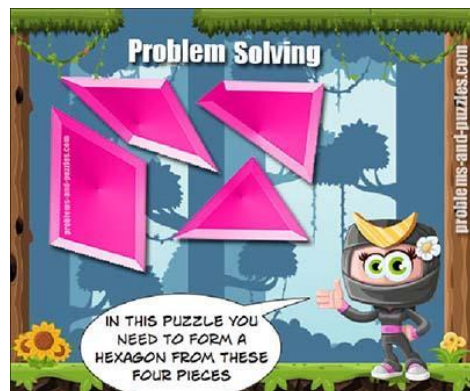 Problem Solving
problems-and-puzzles.com
problems-and-puzzles.com
IN THIS PUZZLE YOU
NEED TO FORM A
HEXAGON FROM THESE
FOUR PIECES